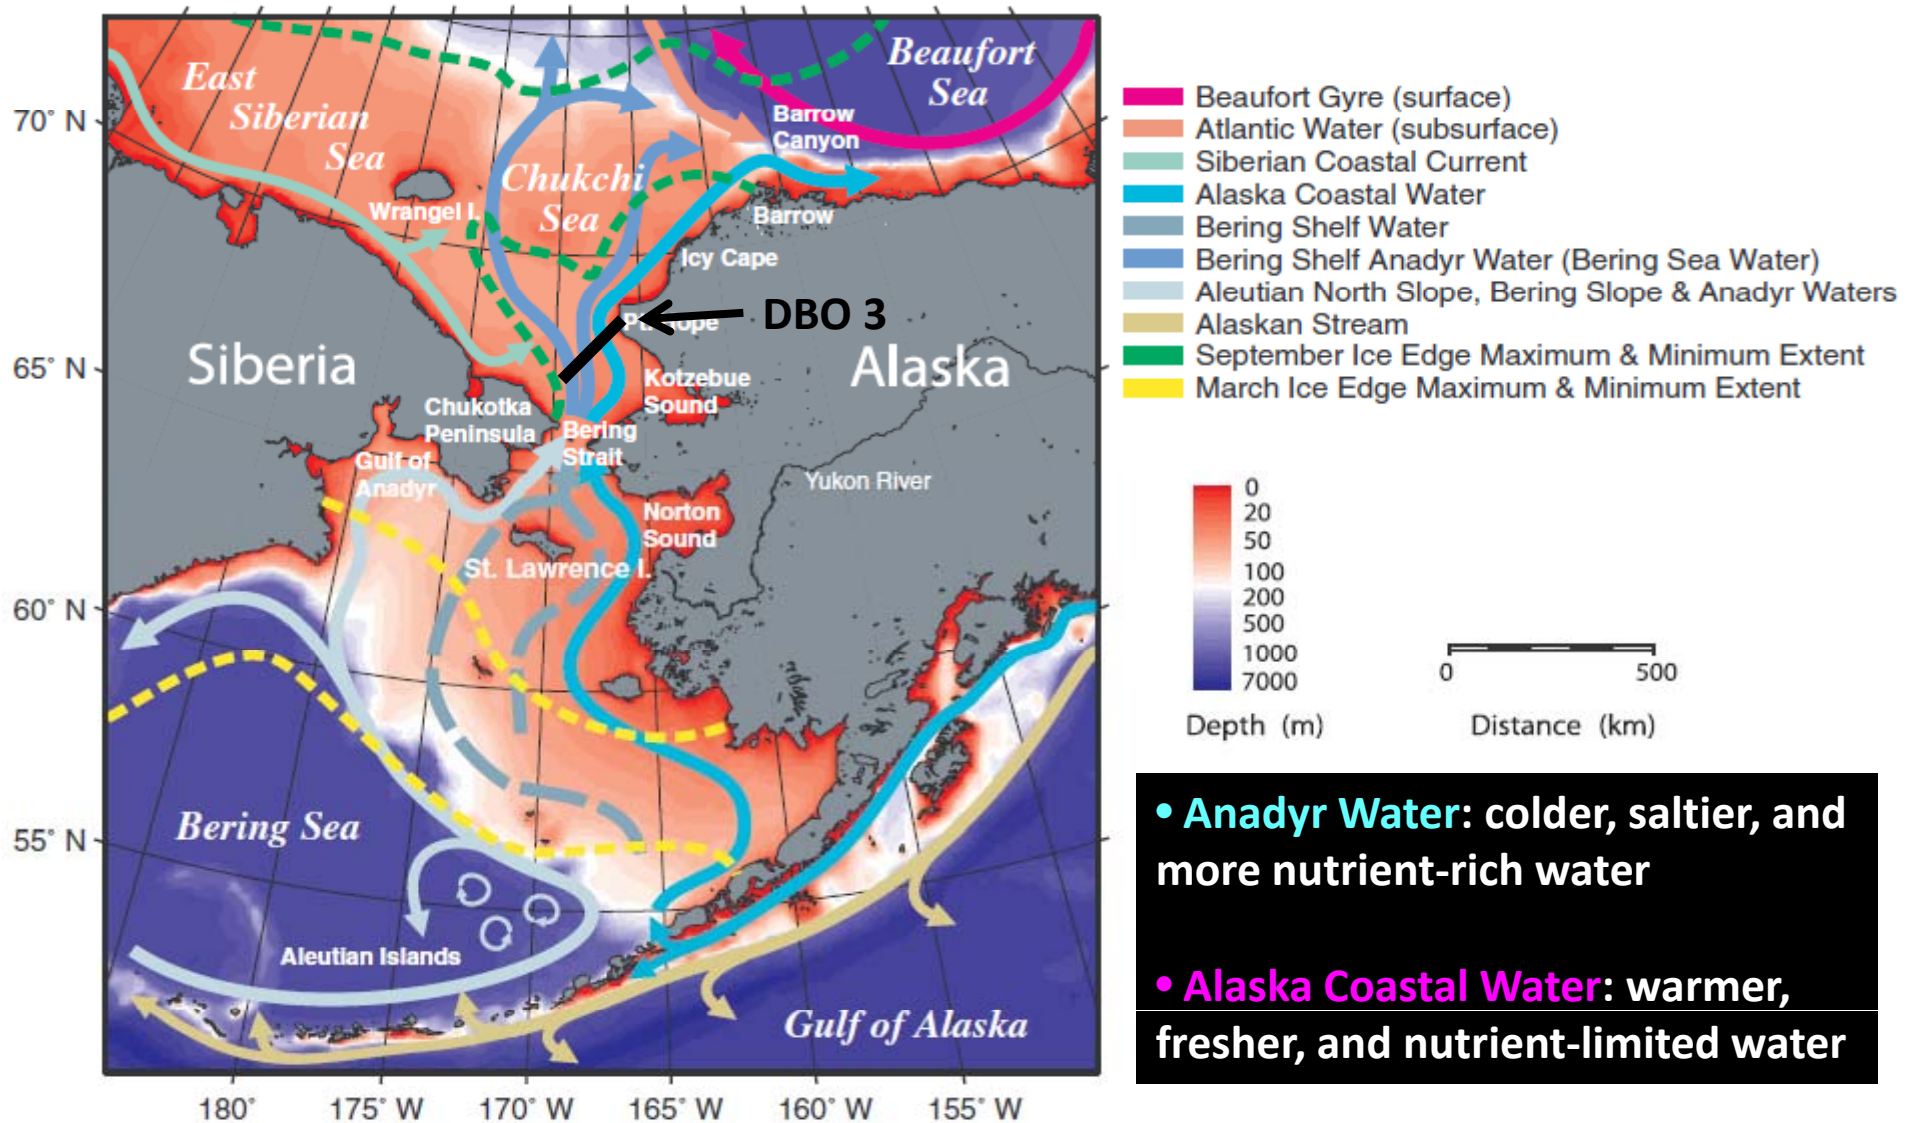 East
Siberian
Sea
Beaufort
Sea
70° N
Barrow
Canyon
Chukchi
Sea
Wrangel I.
Barrow
Icy Cape
DBO 3
Pt. Hope
65° N
Siberia
Alaska
Kotzebue
Sound
Chukotka
Peninsula
Bering
Strait
Gulf of
Anadyr
Yukon River
Norton
Sound
St. Lawrence I.
60° N
55° N
Bering Sea
Aleutian Islands
Gulf of Alaska
180° 175° W 170° W 165° W 160° W 155° W
Beaufort Gyre (surface)
Atlantic Water (subsurface)
Siberian Coastal Current
Alaska Coastal Water
Bering Shelf Water
Bering Shelf Anadyr Water (Bering Sea Water)
Aleutian North Slope, Bering Slope & Anadyr Waters
Alaskan Stream
September Ice Edge Maximum & Minimum Extent
March Ice Edge Maximum & Minimum Extent
0
20
50
100
200
500
1000
7000
Depth (m)
0 500
Distance (km)
• Anadyr Water: colder, saltier, and
more nutrient-rich water
• Alaska Coastal Water: warmer,
fresher, and nutrient-limited water